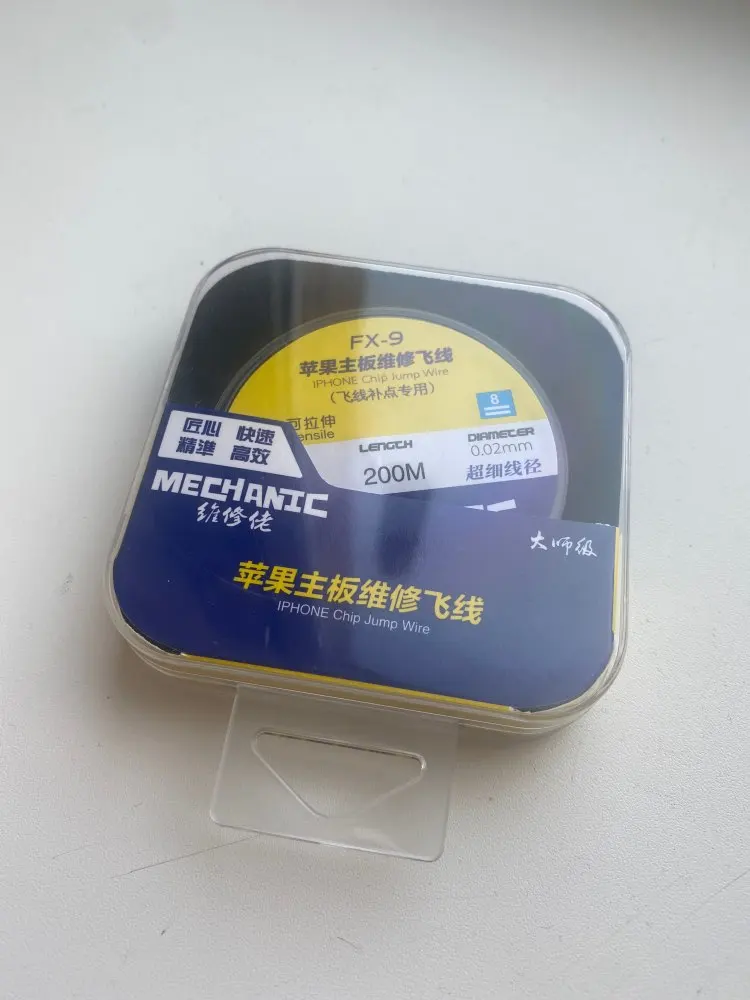 FX-9
苹果主板维修飞线
IPHONE Chip Jump Wire
（飞线补点专用）
8
可拉伸
LENGTH
DIAMETER
200M
0.02mm
超细线径
匠心 快速
精准 高效
MECHANIC
维修佬
大师级
苹果主板维修飞线
IPHONE Chip Jump Wire